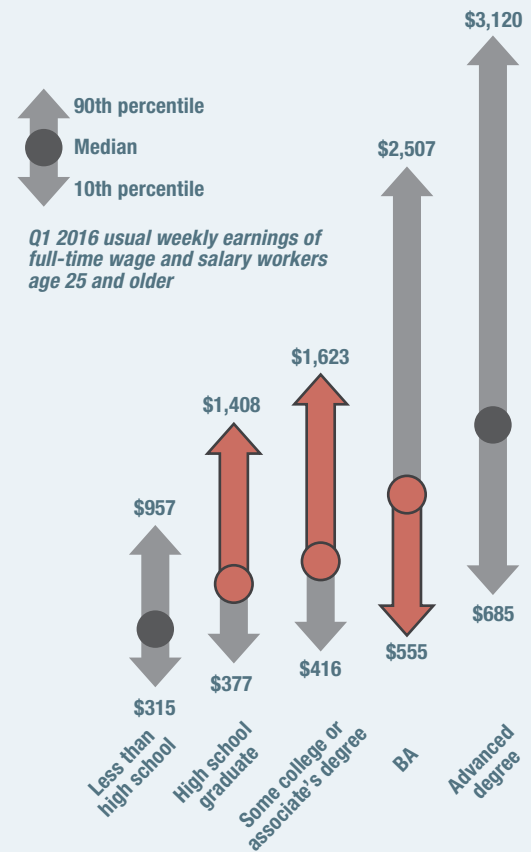 $3,120
90th percentile
Median
10th percentile
$2,507
Q1 2016 usual weekly earnings of
full-time wage and salary workers
age 25 and older
$1,623
$1,408
$957
$685
$555
$416
$377
$315
Less than
high school
High school
graduate
Some college or
associate's degree
BA
Advanced
degree